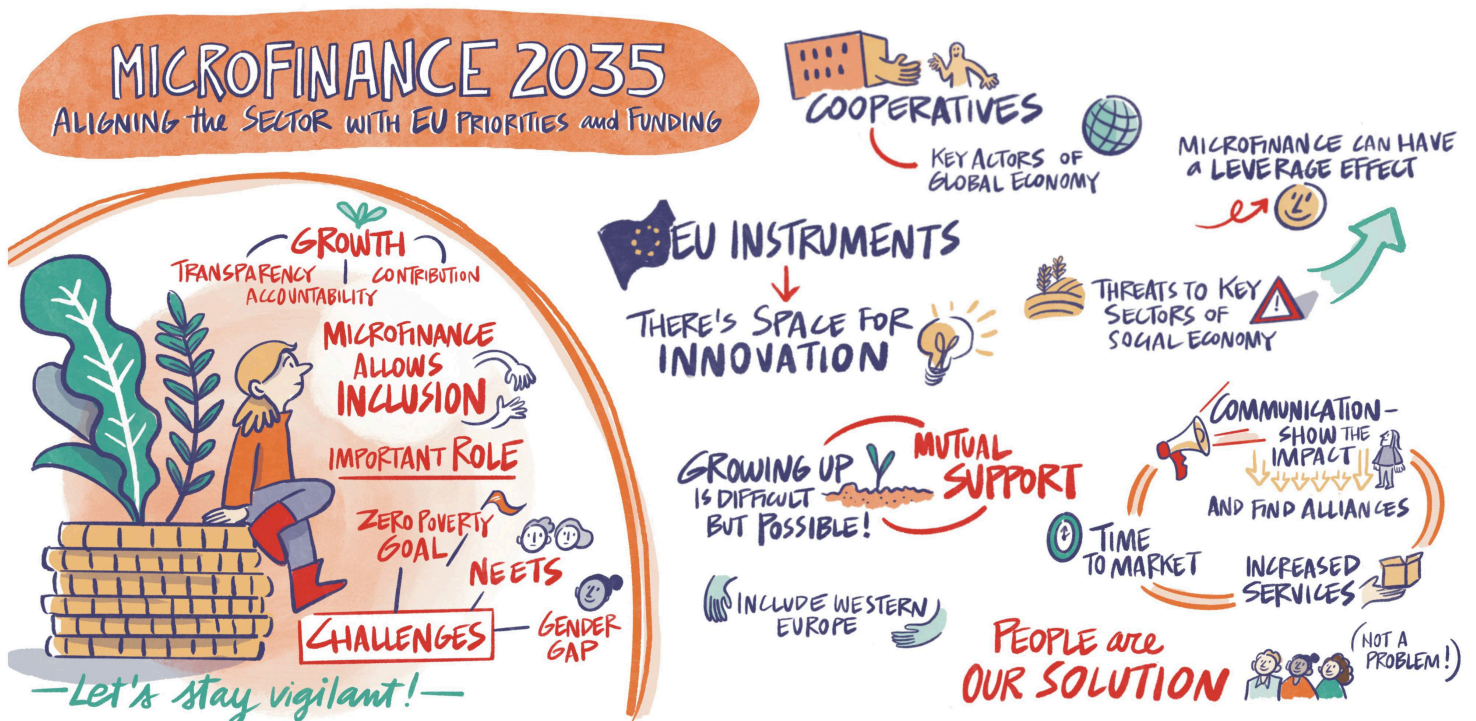 MICROFINANCE 2035
ALIGNING the SECTOR WITH EU PRIORITIES and FUNDING
GROWTH
TRANSPARENCY
ACCOUNTABILITY
CONTRIBUTION
MICROFINANCE
ALLOWS
INCLUSION
IMPORTANT ROLE
ZERO POVERTY
GOAL
NEETS
CHALLENGES
GENDER
GAP
—Let's stay vigilant!—
COOPERATIVES
KEY ACTORS OF
GLOBAL ECONOMY
EU INSTRUMENTS
THERE'S SPACE FOR
INNOVATION
MICROFINANCE CAN HAVE
a LEVERAGE EFFECT
THREATS TO KEY
SECTORS OF
SOCIAL ECONOMY
GROWING UP
IS DIFFICULT
BUT POSSIBLE!
MUTUAL
SUPPORT
INCLUDE WESTERN
EUROPE
COMMUNICATION –
SHOW THE
IMPACT
AND FIND ALLIANCES
TIME
TO MARKET
INCREASED
SERVICES
PEOPLE are
OUR SOLUTION
(NOT A
PROBLEM!)